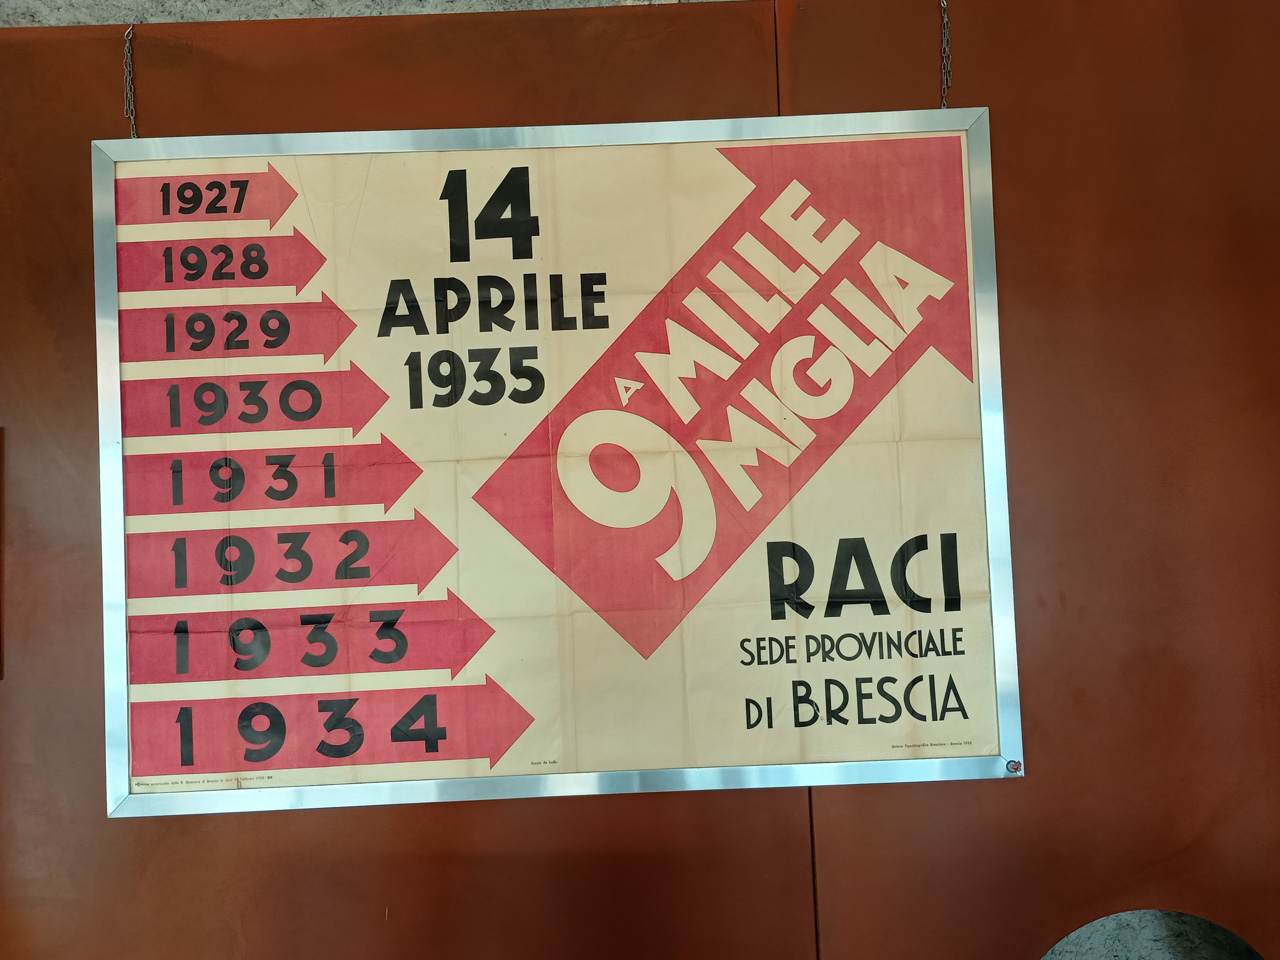 1927
1928
1929
1930
1931
1932
1933
1934
14
APRILE
1935
9A MILLE
MIGLIA
RACI
SEDE PROVINCIALE
DI BRESCIA